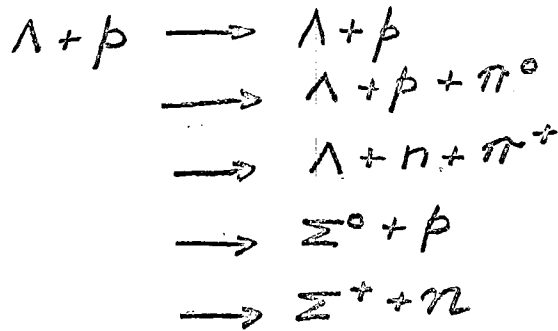 Λ + p ⟶ Λ + p
⟶ Λ + p + π⁰
⟶ Λ + n + π⁺
⟶ Σ⁰ + p
⟶ Σ⁺ + n